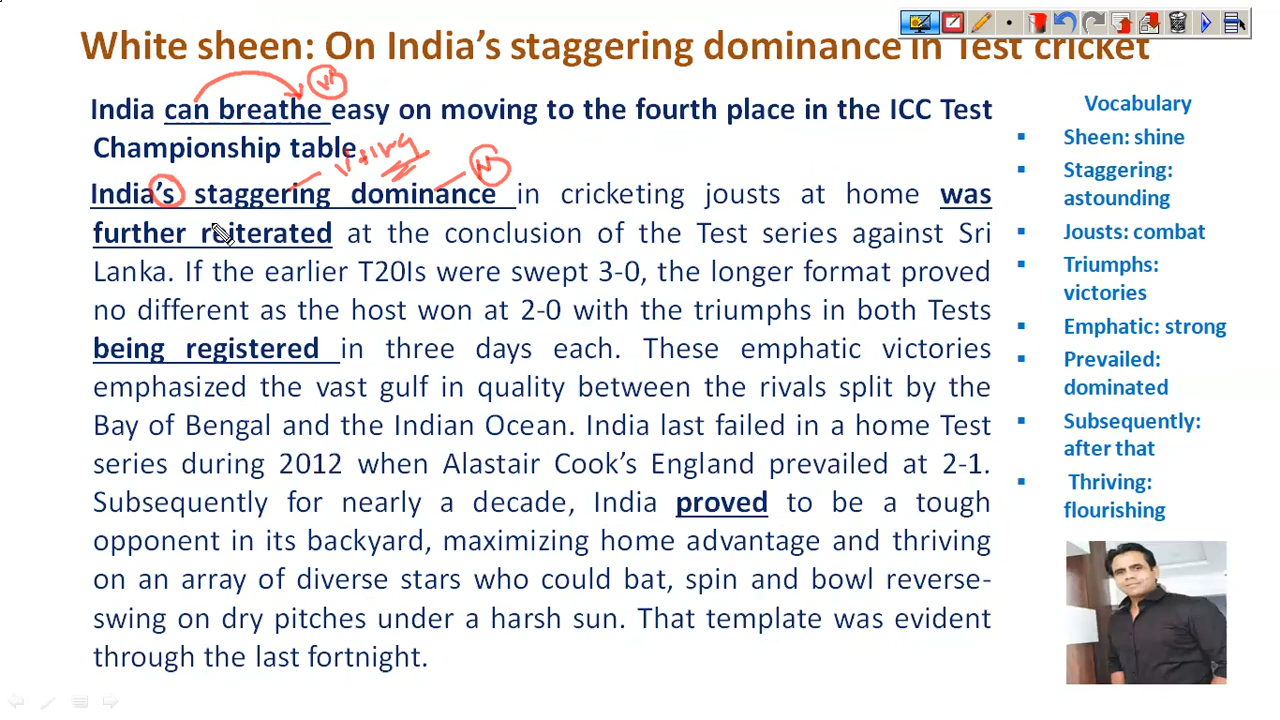 White sheen: On India's staggering dominance in Test cricket
India can breathe easy on moving to the fourth place in the ICC Test
Championship table.
India's staggering dominance in cricketing jousts at home was
further reiterated at the conclusion of the Test series against Sri
Lanka. If the earlier T20Is were swept 3-0, the longer format proved
no different as the host won at 2-0 with the triumphs in both Tests
being registered in three days each. These emphatic victories
emphasized the vast gulf in quality between the rivals split by the
Bay of Bengal and the Indian Ocean. India last failed in a home Test
series during 2012 when Alastair Cook's England prevailed at 2-1.
Subsequently for nearly a decade, India proved to be a tough
opponent in its backyard, maximizing home advantage and thriving
on an array of diverse stars who could bat, spin and bowl reverse-
swing on dry pitches under a harsh sun. That template was evident
through the last fortnight.
Vocabulary
Sheen: shine
Staggering:
astounding
Jousts: combat
Triumphs:
victories
Emphatic: strong
Prevailed:
dominated
Subsequently:
after that
Thriving:
flourishing
V+ing